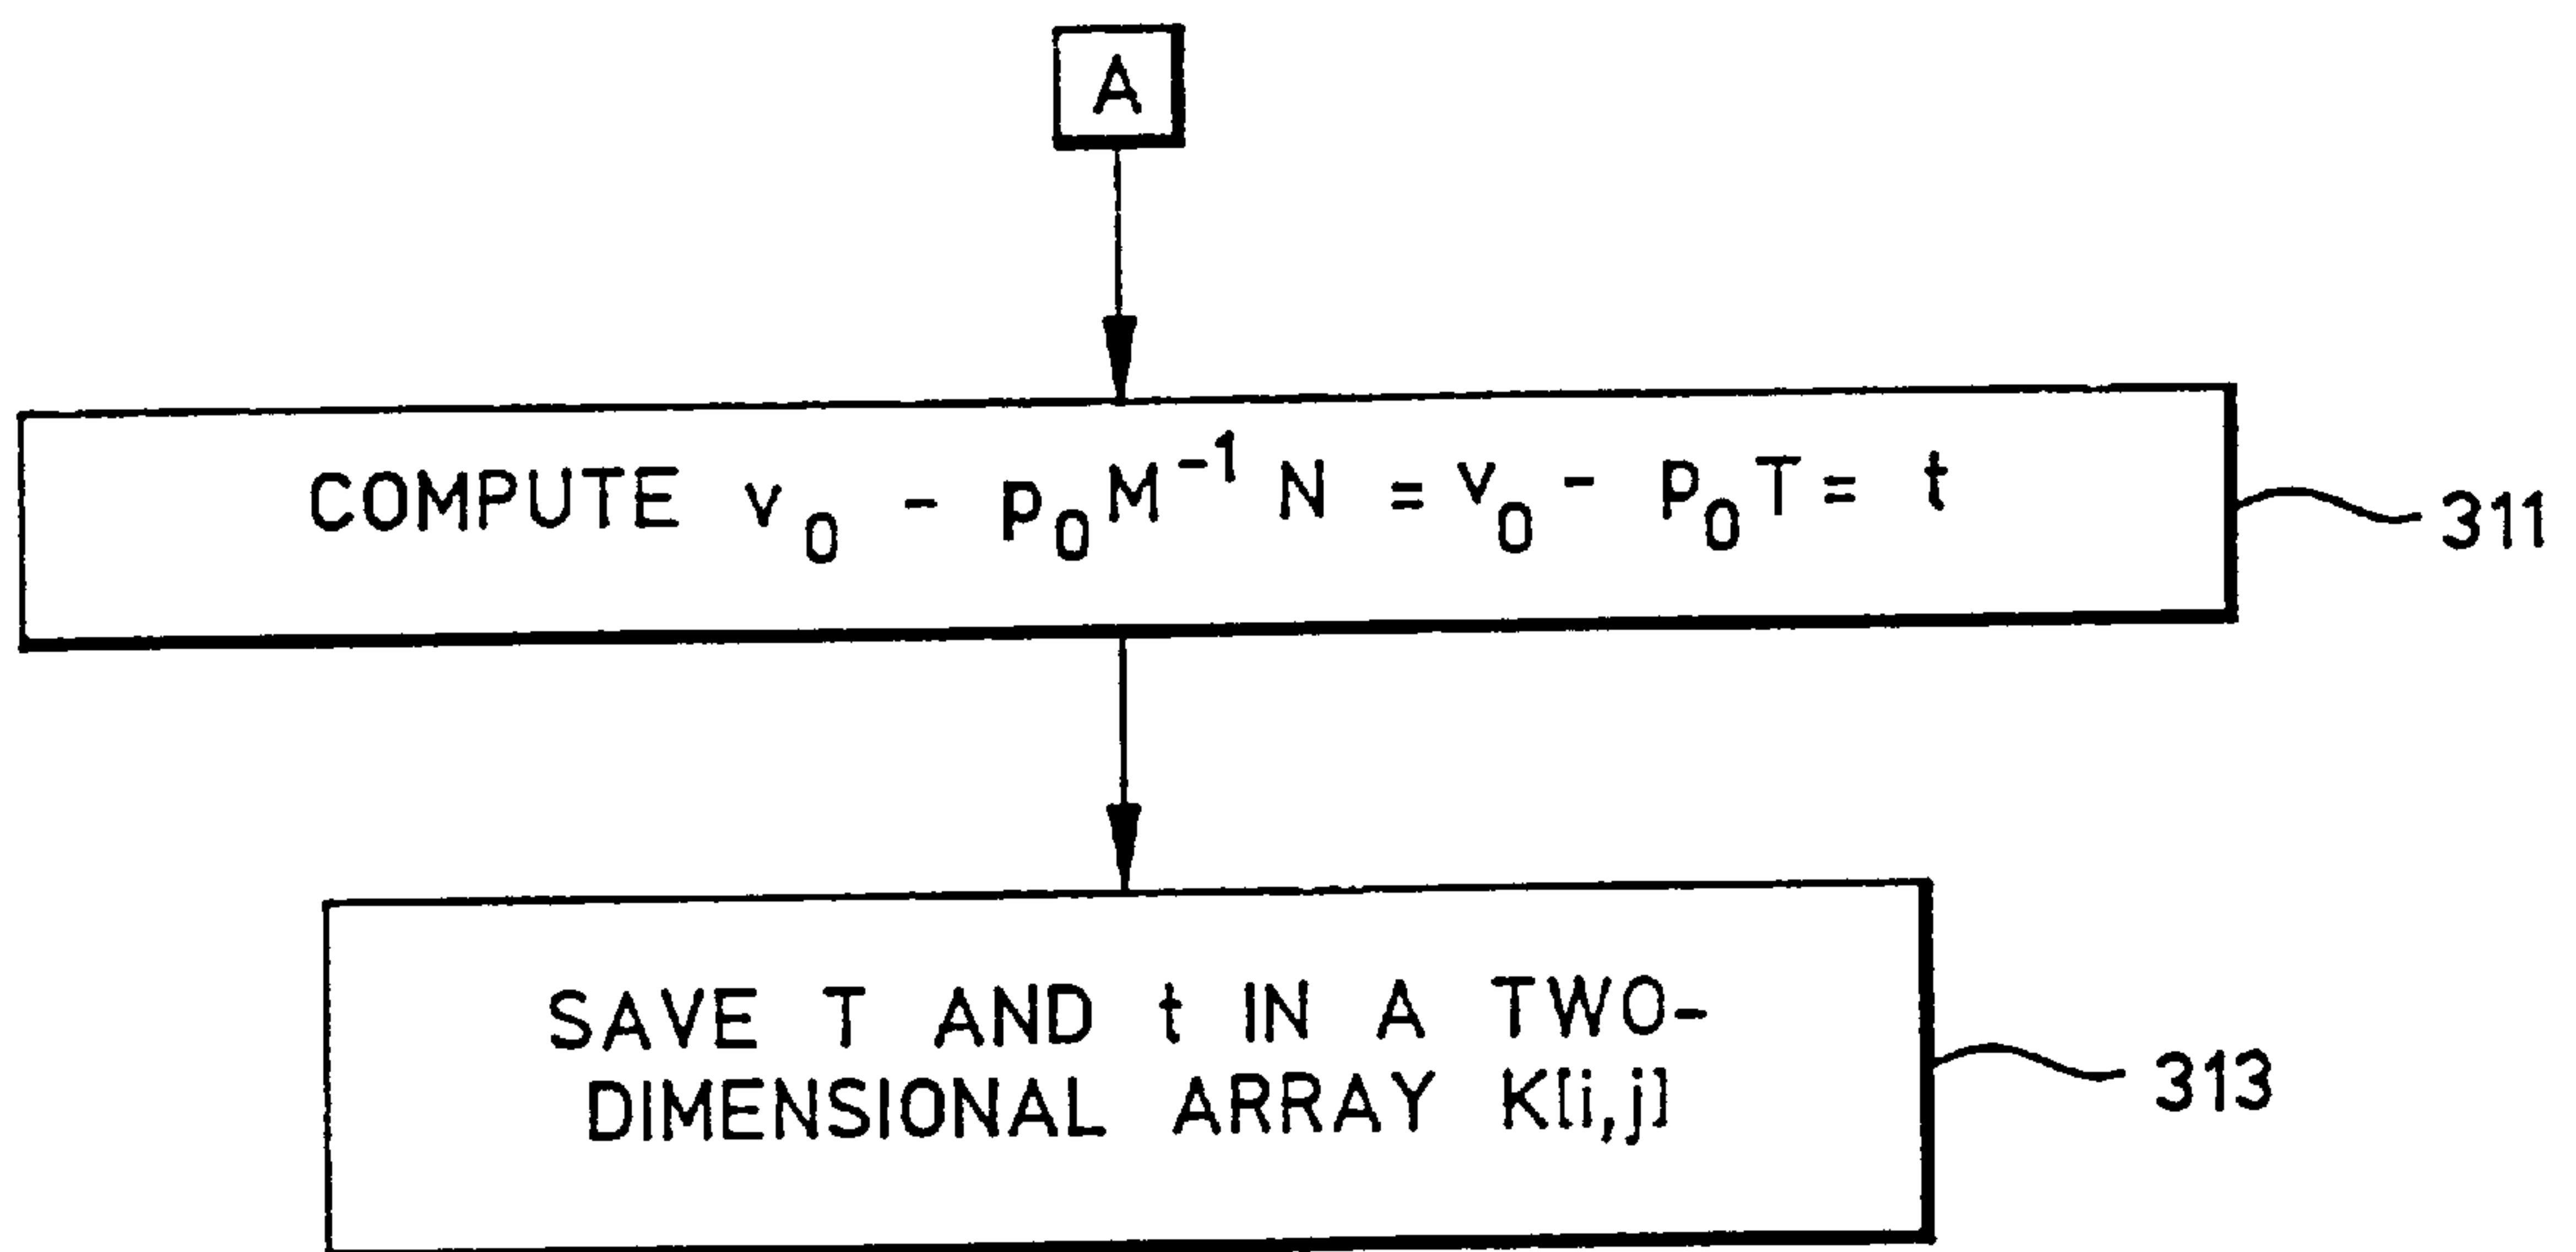 A
COMPUTE v₀ - p₀M⁻¹ N = v₀ - p₀T = t
311
SAVE T AND t IN A TWO-
DIMENSIONAL ARRAY K[i,j]
313